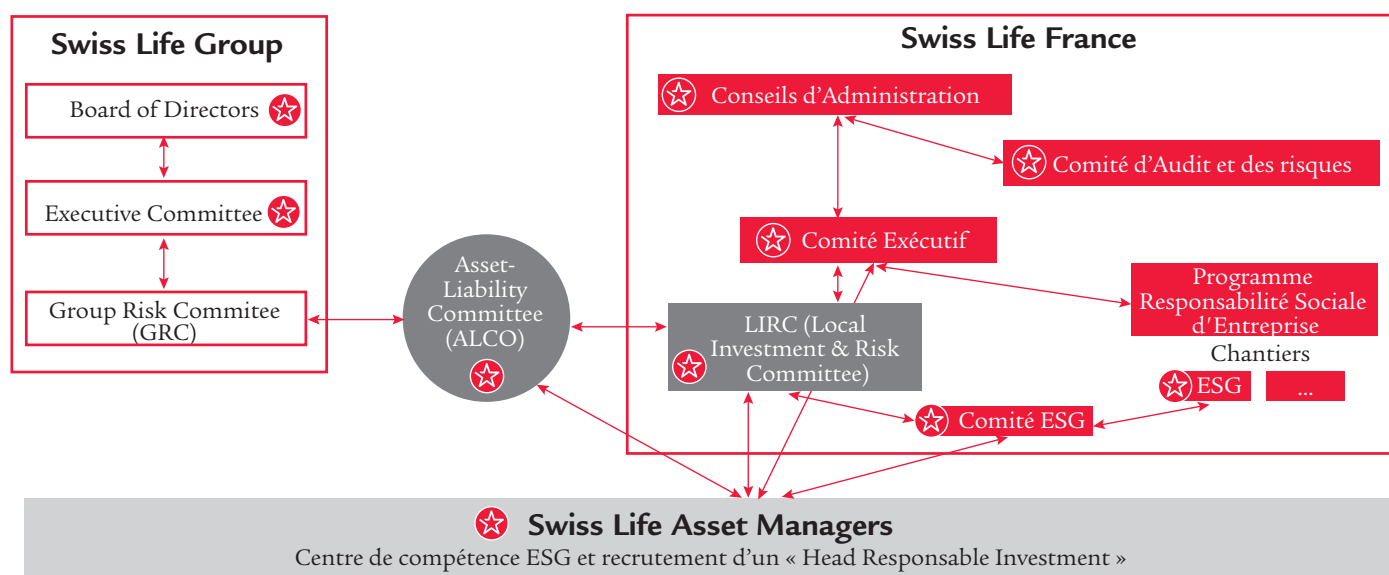 Swiss Life Group
Board of Directors
Executive Committee
Group Risk Commitee
(GRC)
Asset-
Liability
Committee
(ALCO)
Swiss Life France
Conseils d'Administration
Comité d'Audit et des risques
Comité Exécutif
Programme
Responsabilité Sociale
d'Entreprise
Chantiers
ESG
...
LIRC (Local
Investment & Risk
Committee)
Comité ESG
Swiss Life Asset Managers
Centre de compétence ESG et recrutement d'un « Head Responsable Investment »